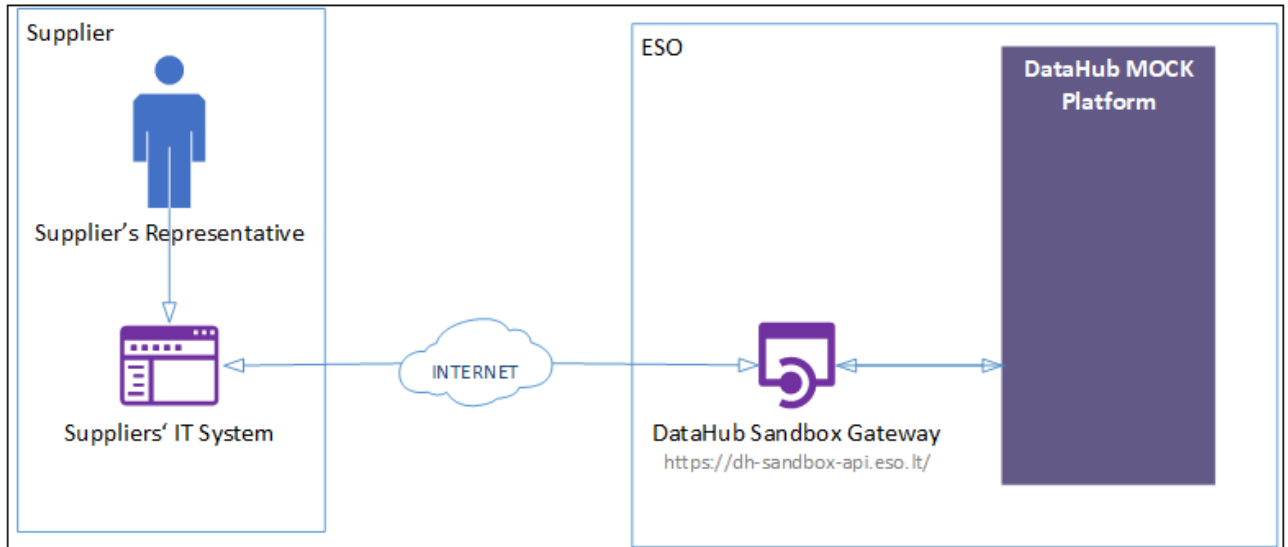 Supplier
Supplier's Representative
Suppliers‘ IT System
INTERNET
ESO
DataHub Sandbox Gateway
https://dh-sandbox-api.eso.lt/
DataHub MOCK
Platform